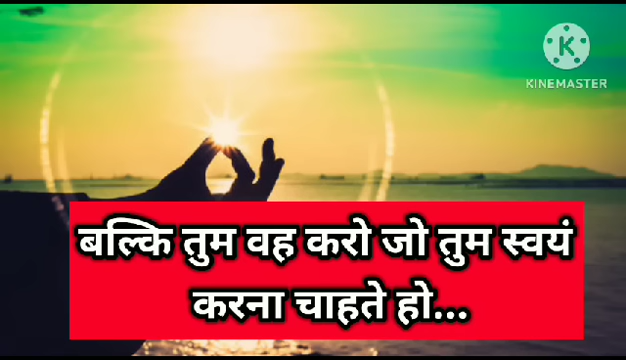 K
KINEMASTER
बल्कि तुम वह करो जो तुम स्वयं
करना चाहते हो...